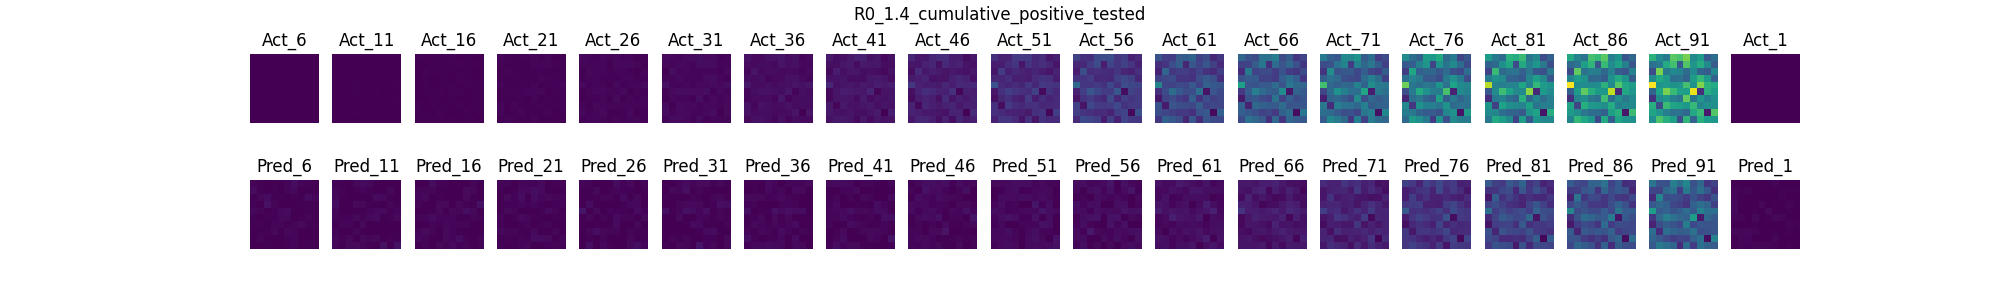 R0_1.4_cumulative_positive_tested
Act_6 Act_11 Act_16 Act_21 Act_26 Act_31 Act_36 Act_41 Act_46 Act_51 Act_56 Act_61 Act_66 Act_71 Act_76 Act_81 Act_86 Act_91 Act_1
Pred_6 Pred_11 Pred_16 Pred_21 Pred_26 Pred_31 Pred_36 Pred_41 Pred_46 Pred_51 Pred_56 Pred_61 Pred_66 Pred_71 Pred_76 Pred_81 Pred_86 Pred_91 Pred_1